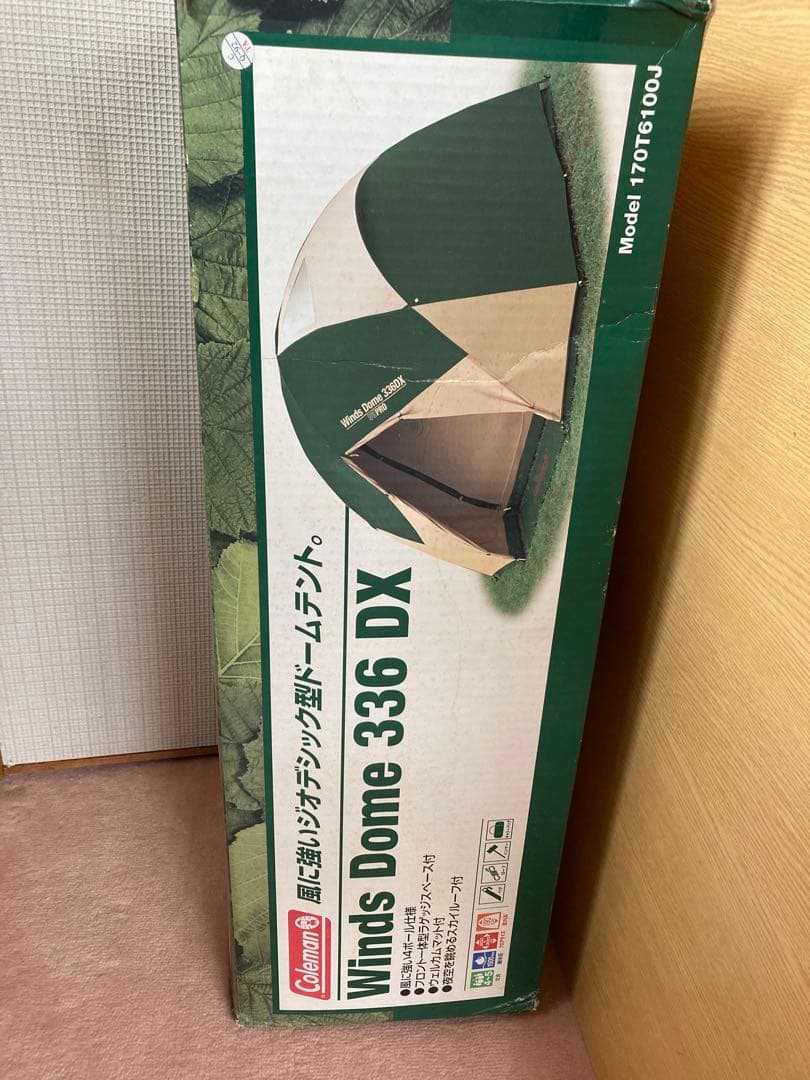 Model 170T6100J
Winds Dome 336DX
PRO
Coleman
風に強いジオデシック型ドームテント。
Winds Dome 336 DX
●風に強い4ポール仕様
●フロント一体型ラゲッジスペース付
●ウェルカムマット付
●夜空を眺めるスカイルーフ付
4-5